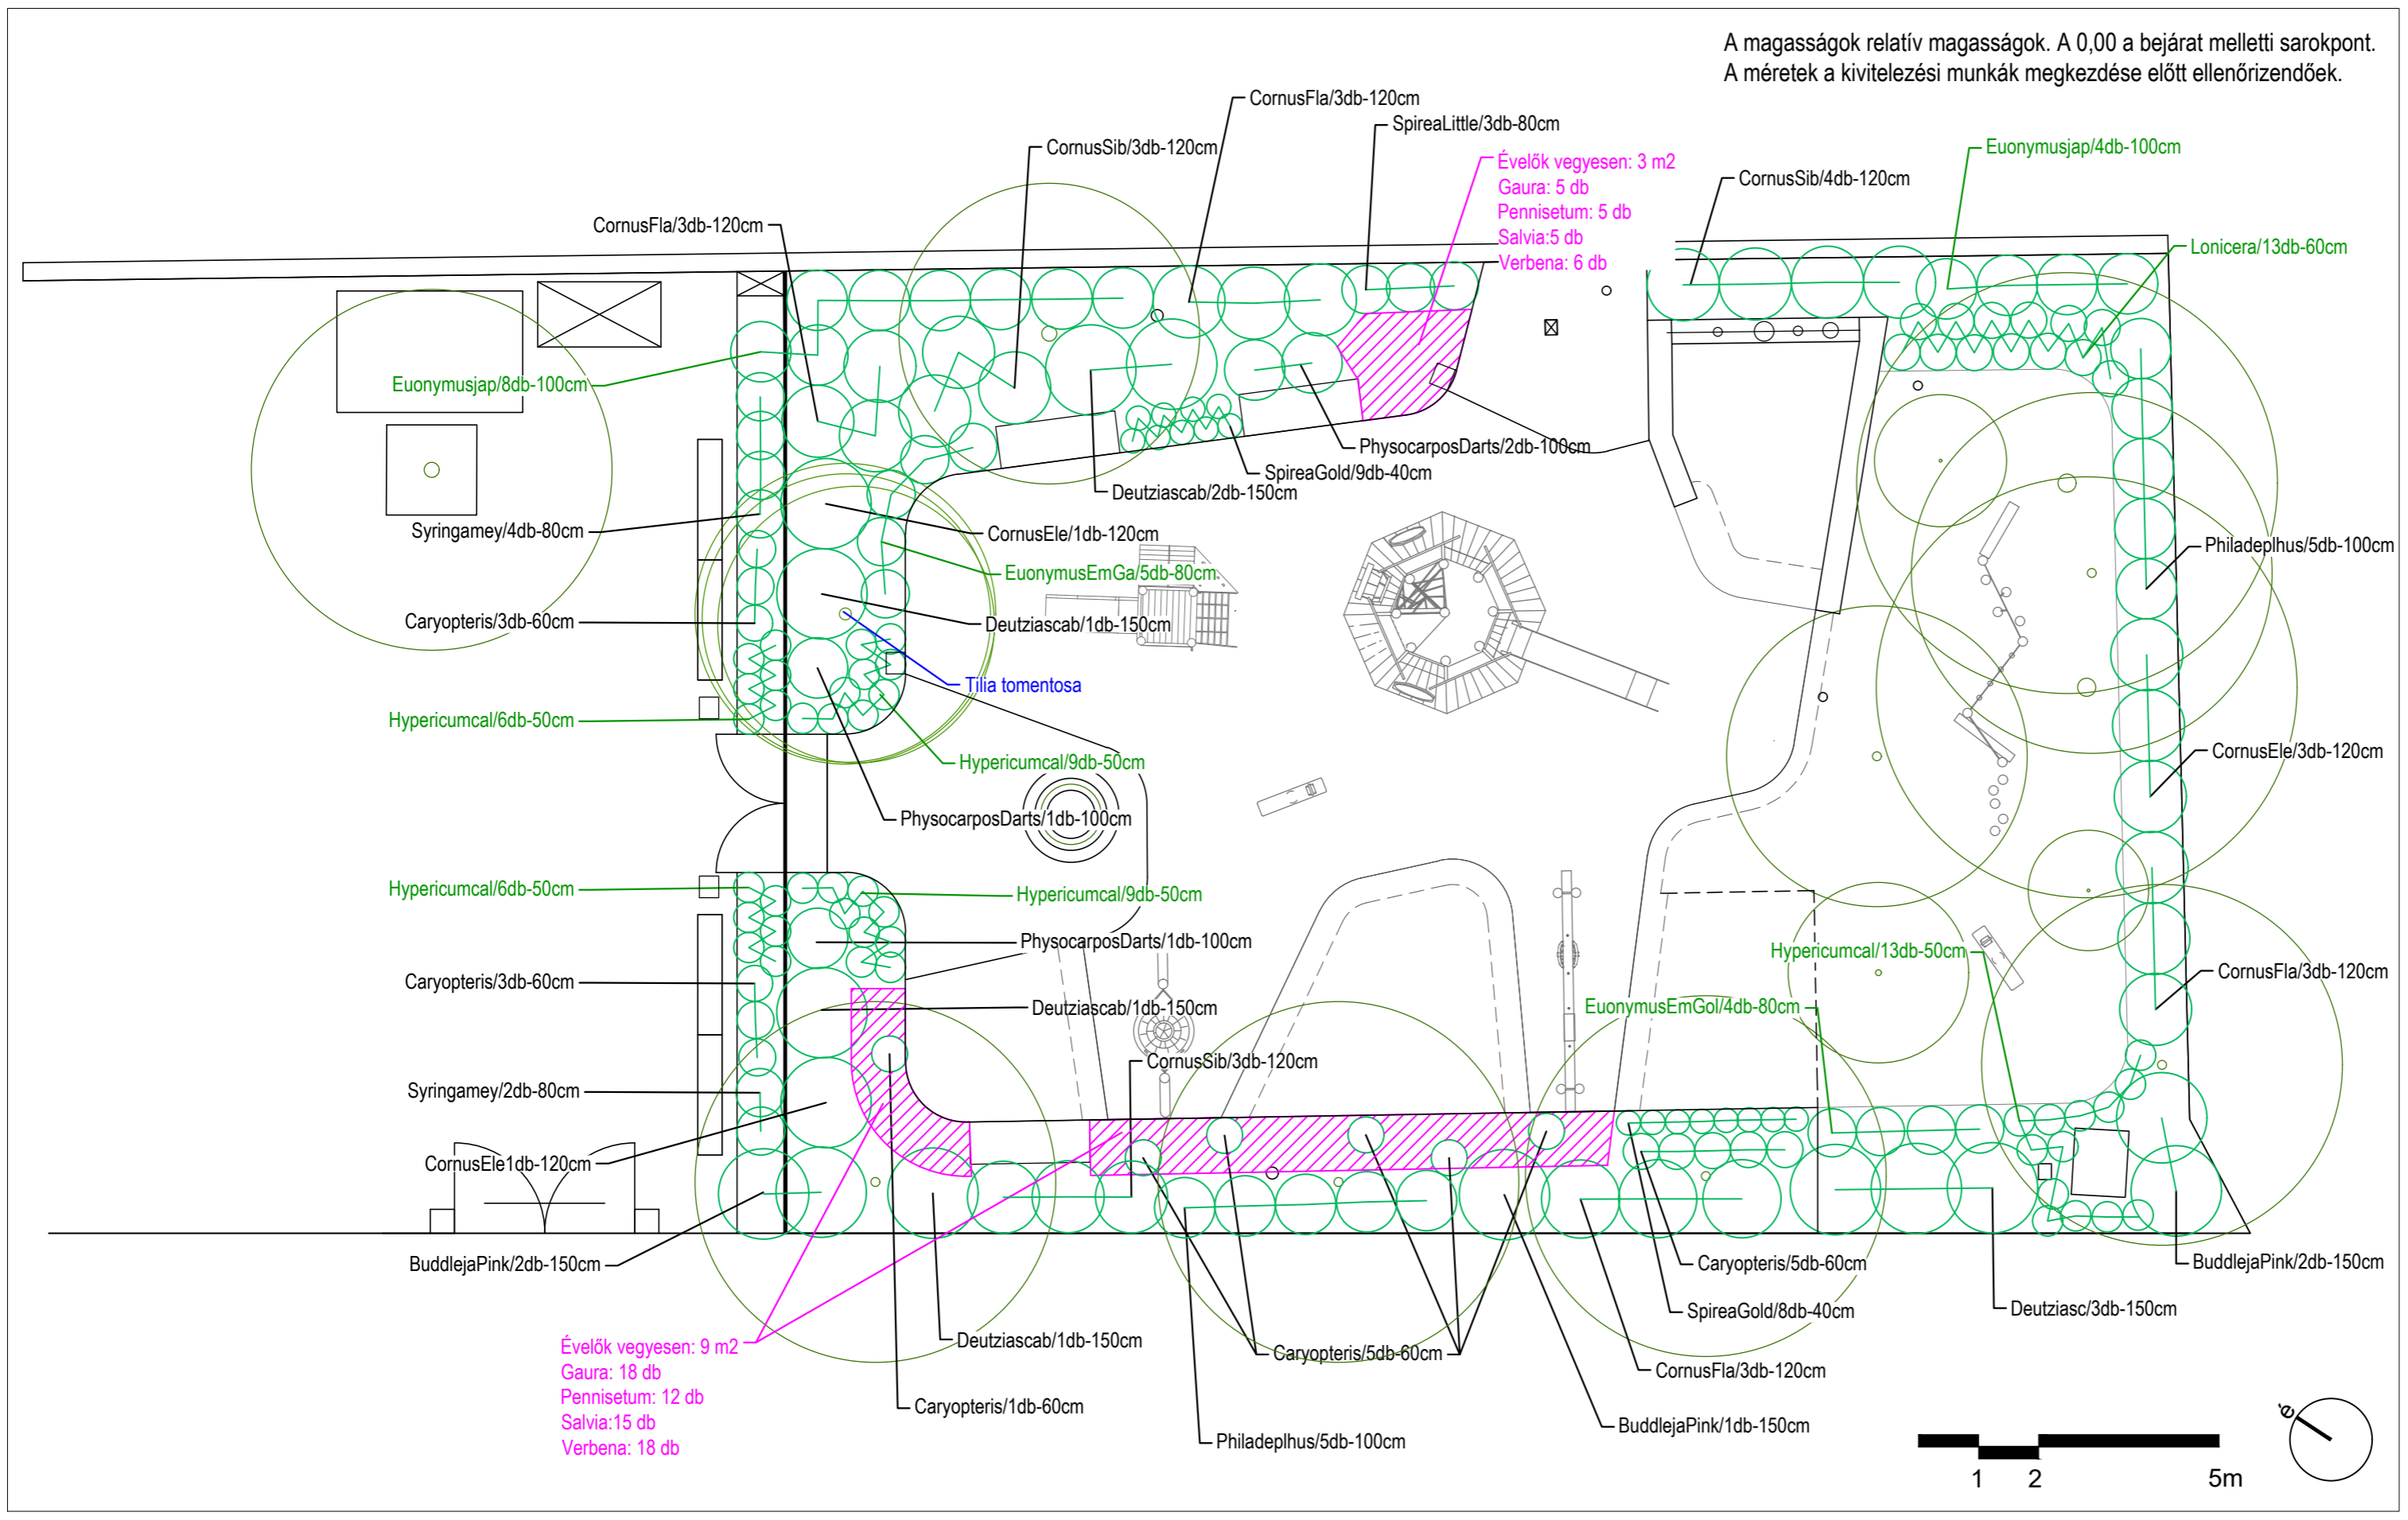 A magasságok relatív magasságok. A 0,00 a bejárat melletti sarokpont.
A méretek a kivitelezési munkák megkezdése előtt ellenőrizendőek.
CornusFla/3db-120cm
SpireaLittle/3db-80cm
CornusSib/3db-120cm
Euonymusjap/4db-100cm
Évelők vegyesen: 3 m2
Gaura: 5 db
Pennisetum: 5 db
Salvia:5 db
Verbena: 6 db
CornusSib/4db-120cm
CornusFla/3db-120cm
Lonicera/13db-60cm
Euonymusjap/8db-100cm
PhysocarposDarts/2db-100cm
SpireaGold/9db-40cm
Deutziascab/2db-150cm
Syringamey/4db-80cm
CornusEle/1db-120cm
Philadeplhus/5db-100cm
EuonymusEmGa/5db-80cm
Caryopteris/3db-60cm
Deutziascab/1db-150cm
Tilia tomentosa
Hypericumcal/6db-50cm
CornusEle/3db-120cm
Hypericumcal/9db-50cm
PhysocarposDarts/1db-100cm
Hypericumcal/6db-50cm
Hypericumcal/9db-50cm
PhysocarposDarts/1db-100cm
Hypericumcal/13db-50cm
CornusFla/3db-120cm
Caryopteris/3db-60cm
Deutziascab/1db-150cm
EuonymusEmGol/4db-80cm
CornusSib/3db-120cm
Syringamey/2db-80cm
CornusEle1db-120cm
BuddlejaPink/2db-150cm
Caryopteris/5db-60cm
BuddlejaPink/2db-150cm
SpireaGold/8db-40cm
Deutziasc/3db-150cm
Deutziascab/1db-150cm
Caryopteris/5db-60cm
CornusFla/3db-120cm
Évelők vegyesen: 9 m2
Gaura: 18 db
Pennisetum: 12 db
Salvia:15 db
Verbena: 18 db
Caryopteris/1db-60cm
Philadeplhus/5db-100cm
BuddlejaPink/1db-150cm
é
1 2 5m